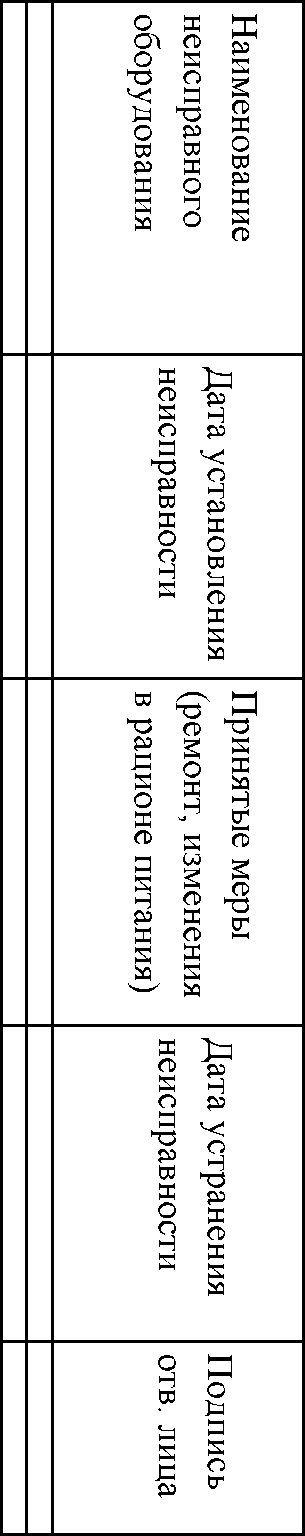 Наименование
неисправного
оборудования
Дата установления
неисправности
Принятые меры
(ремонт, изменения
в рационе питания)
Дата устранения
неисправности
Подпись
отв. лица